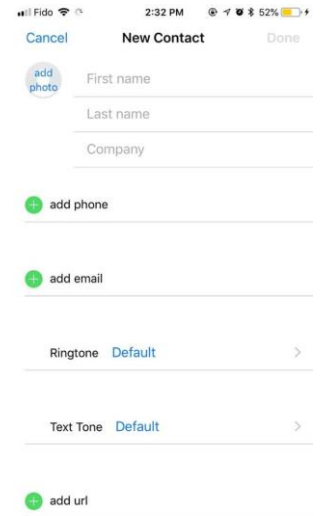 Fido 2:32 PM 52%
Cancel New Contact Done
add photo
First name
Last name
Company
add phone
add email
Ringtone Default
Text Tone Default
add url